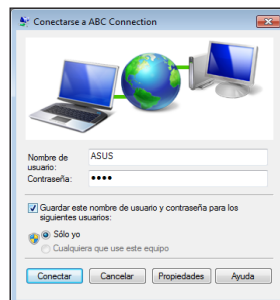 Conectarse a ABC Connection
Nombre de
usuario:
ASUS
Contraseña:
••••
Guardar este nombre de usuario y contraseña para los
siguientes usuarios:
Sólo yo
Cualquiera que use este equipo
Conectar
Cancelar
Propiedades
Ayuda